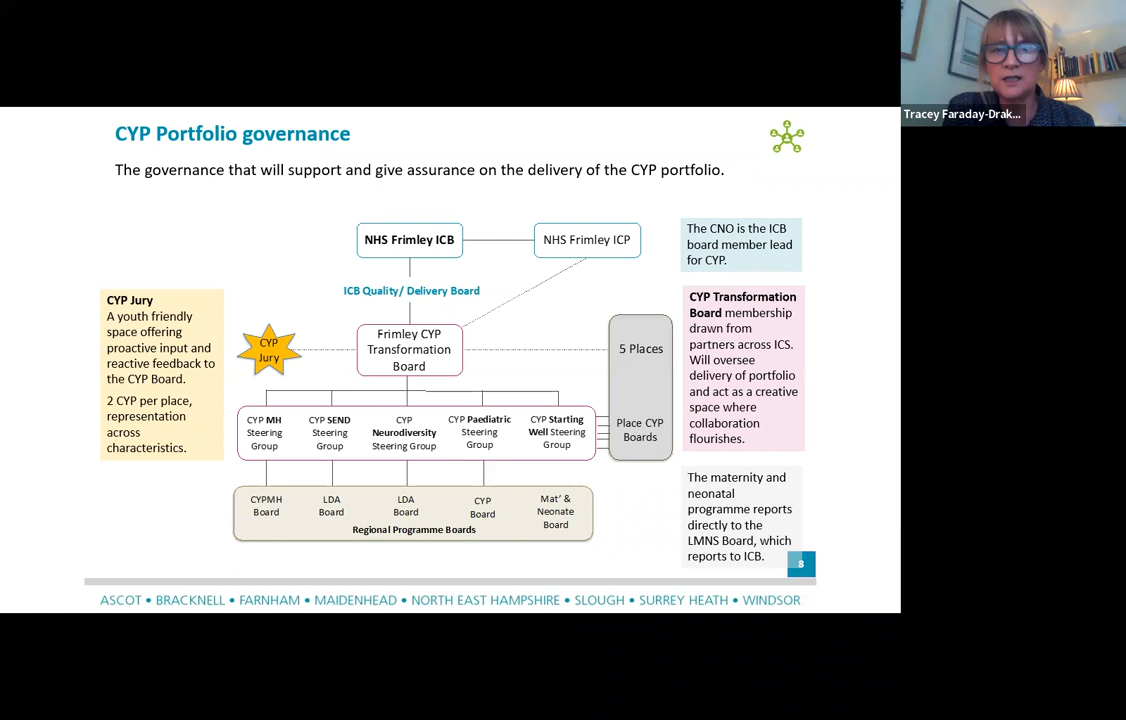 Tracey Faraday-Drak...
CYP Portfolio governance
The governance that will support and give assurance on the delivery of the CYP portfolio.
NHS Frimley ICB
NHS Frimley ICP
The CNO is the ICB
board member lead
for CYP.
ICB Quality/ Delivery Board
CYP Jury
A youth friendly
space offering
proactive input and
reactive feedback to
the CYP Board.
2 CYP per place,
representation
across
characteristics.
CYP
Jury
Frimley CYP
Transformation
Board
5 Places
Place CYP
Boards
CYP Transformation
Board membership
drawn from
partners across ICS.
Will oversee
delivery of portfolio
and act as a creative
space where
collaboration
flourishes.
CYP MH
Steering
Group
CYP SEND
Steering
Group
CYP
Neurodiversity
Steering Group
CYP Paediatric
Steering
Group
CYP Starting
Well Steering
Group
CYPMH
Board
LDA
Board
LDA
Board
CYP
Board
Mat' &
Neonate
Board
Regional Programme Boards
The maternity and
neonatal
programme reports
directly to the
LMNS Board, which
reports to ICB.
8
ASCOT • BRACKNELL • FARNHAM • MAIDENHEAD • NORTH EAST HAMPSHIRE • SLOUGH • SURREY HEATH • WINDSOR